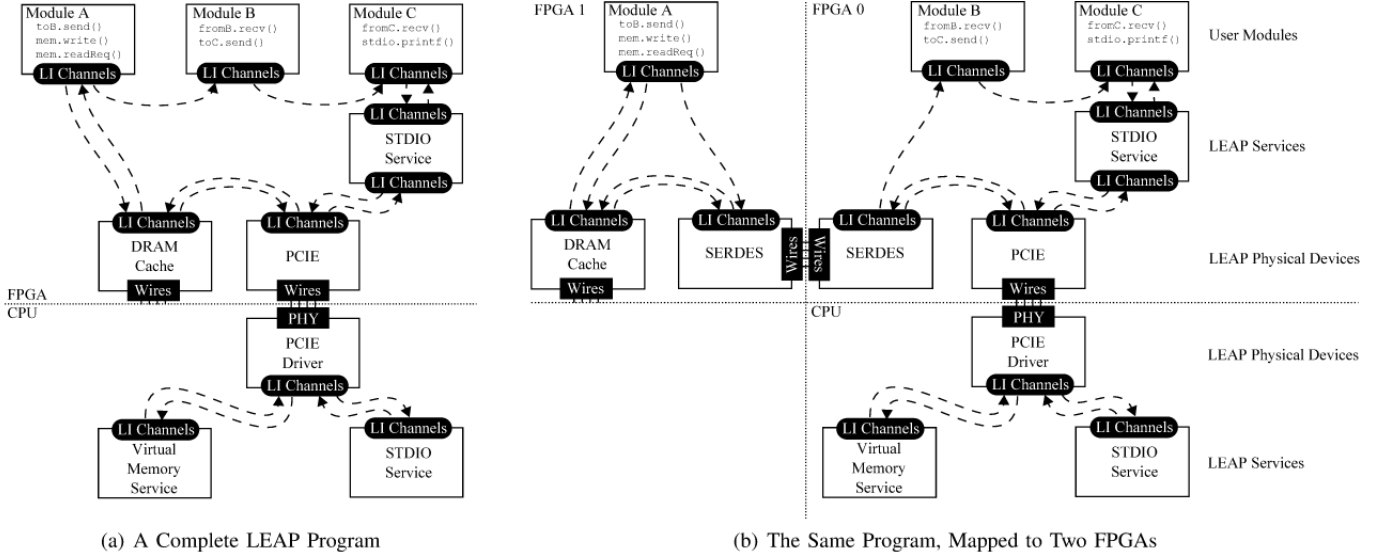 Module A
toB.send()
mem.write()
mem.readReq()
LI Channels
Module B
fromB.recv()
toC.send()
LI Channels
Module C
fromC.recv()
stdio.printf()
LI Channels
LI Channels
STDIO
Service
LI Channels
LI Channels
DRAM
Cache
Wires
LI Channels
PCIE
Wires
FPGA
CPU
PHY
PCIE
Driver
LI Channels
LI Channels
Virtual
Memory
Service
LI Channels
STDIO
Service
(a) A Complete LEAP Program
FPGA 1
Module A
toB.send()
mem.write()
mem.readReq()
LI Channels
FPGA 0
Module B
fromB.recv()
toC.send()
LI Channels
Module C
fromC.recv()
stdio.printf()
LI Channels
User Modules
LI Channels
STDIO
Service
LI Channels
LEAP Services
LI Channels
DRAM
Cache
Wires
LI Channels
SERDES
Wires
Wires
LI Channels
SERDES
LI Channels
PCIE
Wires
LEAP Physical Devices
CPU
PHY
PCIE
Driver
LI Channels
LEAP Physical Devices
LI Channels
Virtual
Memory
Service
LI Channels
STDIO
Service
LEAP Services
(b) The Same Program, Mapped to Two FPGAs